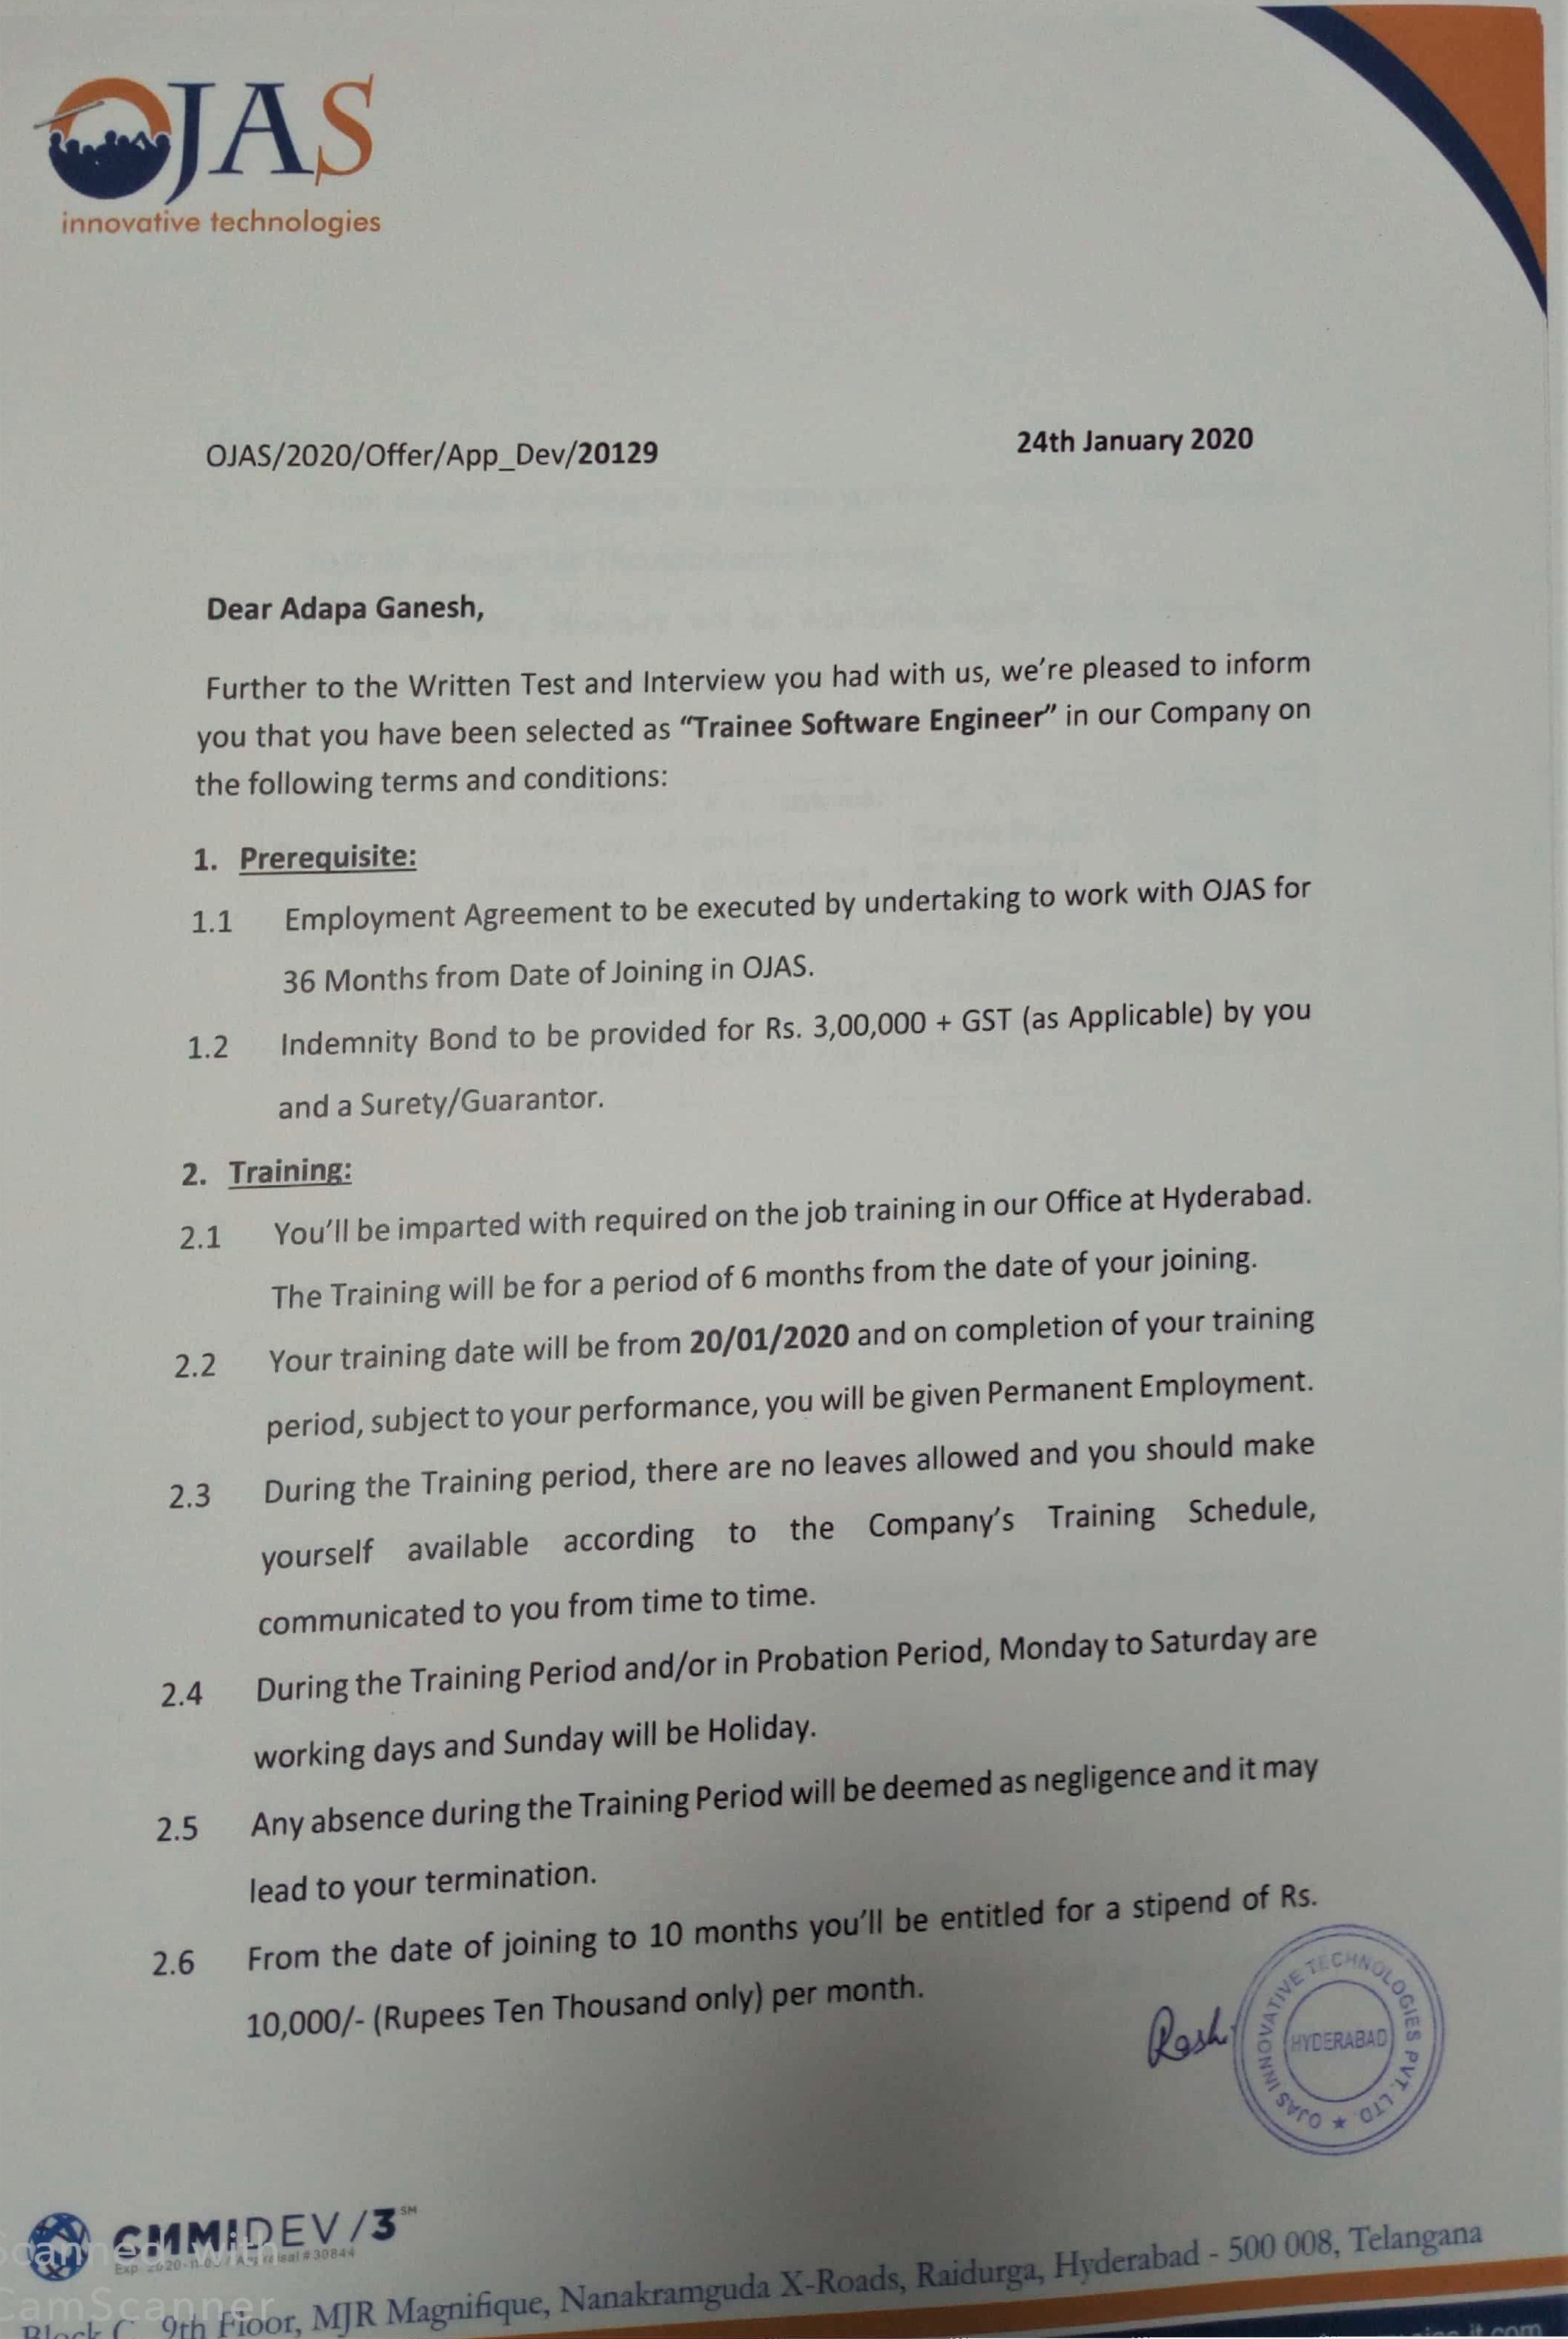 OJAS
innovative technologies
OJAS/2020/Offer/App_Dev/20129 24th January 2020
Dear Adapa Ganesh,
Further to the Written Test and Interview you had with us, we're pleased to inform
you that you have been selected as "Trainee Software Engineer" in our Company on
the following terms and conditions:
1. Prerequisite:
1.1 Employment Agreement to be executed by undertaking to work with OJAS for
36 Months from Date of Joining in OJAS.
1.2 Indemnity Bond to be provided for Rs. 3,00,000 + GST (as Applicable) by you
and a Surety/Guarantor.
2. Training:
2.1 You'll be imparted with required on the job training in our Office at Hyderabad.
The Training will be for a period of 6 months from the date of your joining.
2.2 Your training date will be from 20/01/2020 and on completion of your training
period, subject to your performance, you will be given Permanent Employment.
2.3 During the Training period, there are no leaves allowed and you should make
yourself available according to the Company's Training Schedule,
communicated to you from time to time.
2.4 During the Training Period and/or in Probation Period, Monday to Saturday are
working days and Sunday will be Holiday.
2.5 Any absence during the Training Period will be deemed as negligence and it may
lead to your termination.
2.6 From the date of joining to 10 months you'll be entitled for a stipend of Rs.
10,000/- (Rupees Ten Thousand only) per month.
OJAS INNOVATIVE TECHNOLOGIES PVT. LTD. ★
HYDERABAD
CMMIDEV/3℠
Appraisal #30844
Scanned with
CamScanner
Block C, 9th Floor, MJR Magnifique, Nanakramguda X-Roads, Raidurga, Hyderabad - 500 008, Telangana